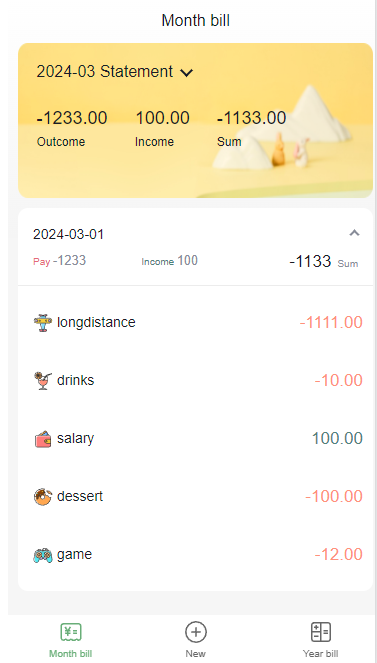 Month bill
2024-03 Statement
-1233.00 100.00 -1133.00
Outcome Income Sum
2024-03-01
Pay -1233 Income 100 -1133 Sum
longdistance -1111.00
drinks -10.00
salary 100.00
dessert -100.00
game -12.00
Month bill New Year bill